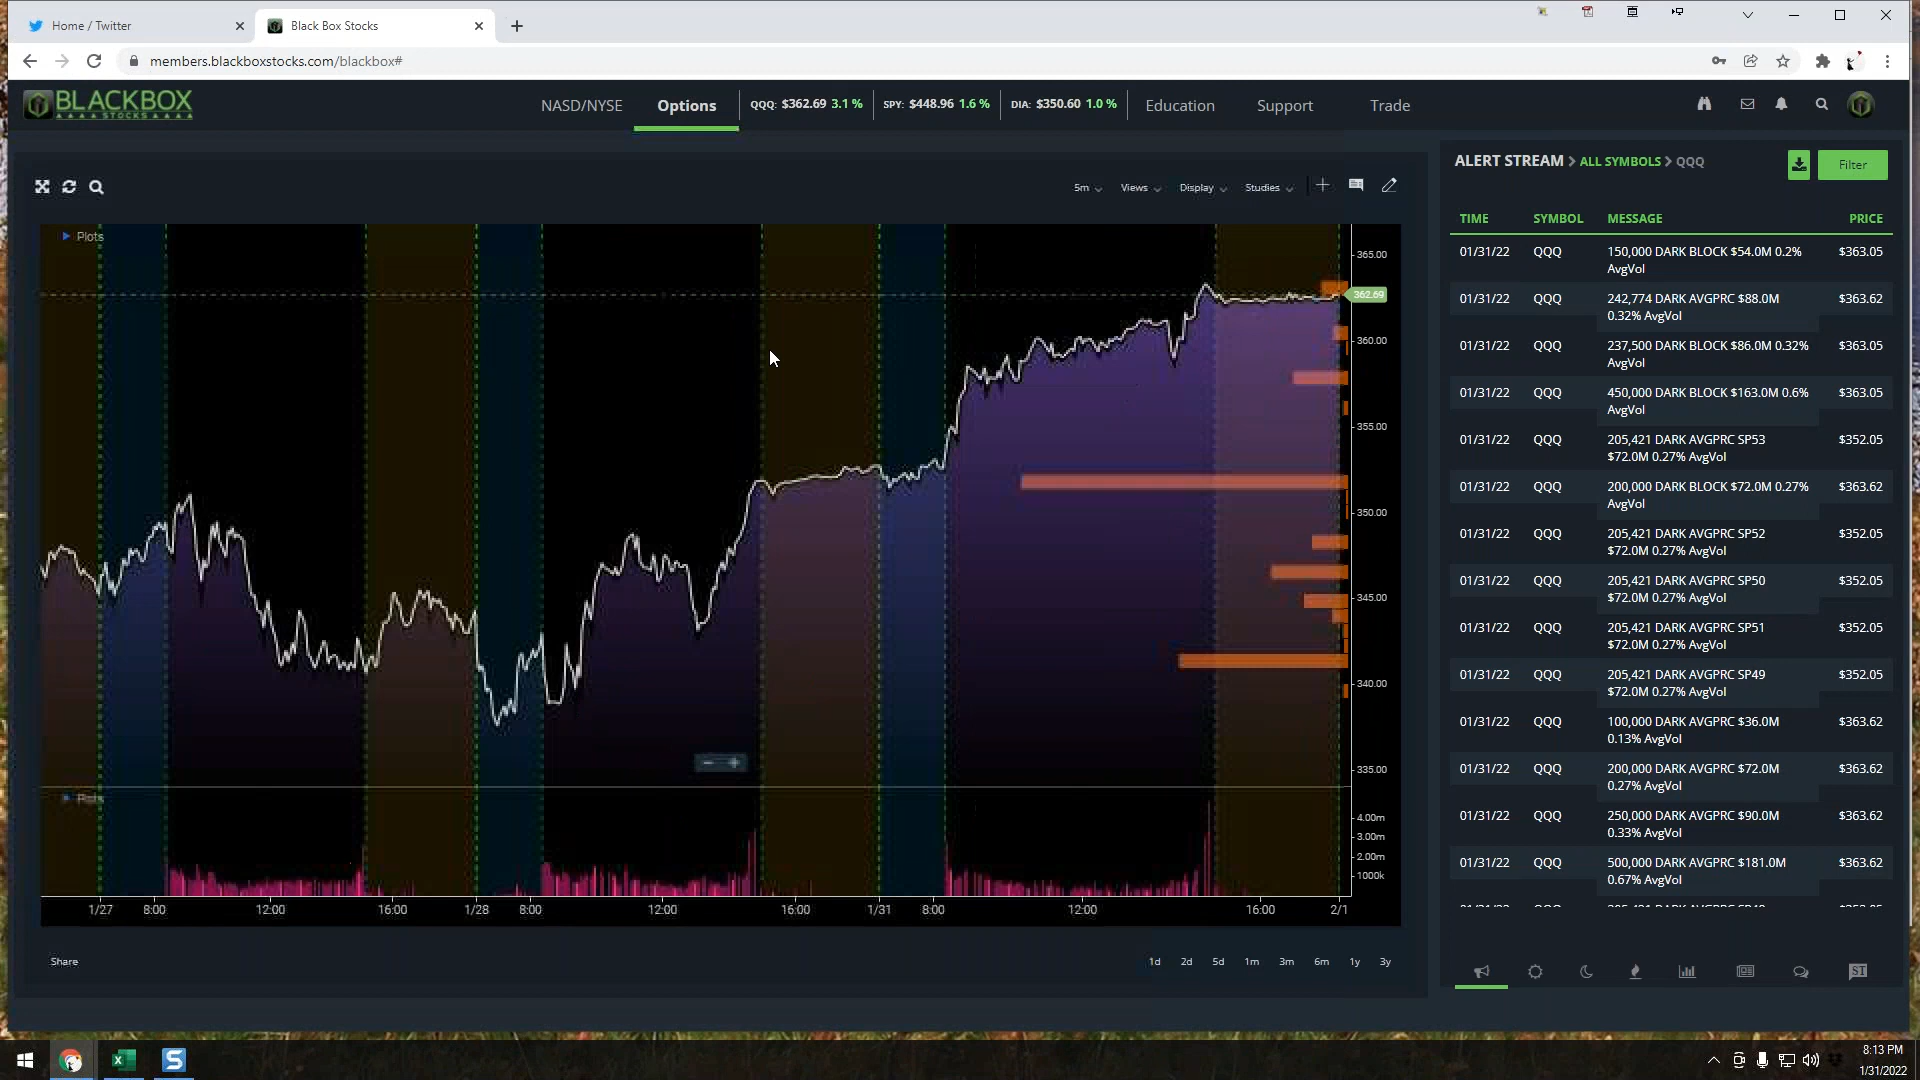 Home / Twitter
Black Box Stocks
members.blackboxstocks.com/blackbox#
BLACKBOX
STOCKS
NASD/NYSE
Options
QQQ: $362.69 3.1 %
SPY: $448.96 1.6 %
DIA: $350.60 1.0 %
Education
Support
Trade
5m
Views
Display
Studies
Plots
365.00
362.69
360.00
355.00
350.00
345.00
340.00
335.00
Plots
4.00m
3.00m
2.00m
1000k
1/27 8:00 12:00 16:00 1/28 8:00 12:00 16:00 1/31 8:00 12:00 16:00 2/1
Share
1d 2d 5d 1m 3m 6m 1y 3y
ALERT STREAM > ALL SYMBOLS > QQQ
Filter
TIME SYMBOL MESSAGE PRICE
01/31/22 QQQ 150,000 DARK BLOCK $54.0M 0.2% $363.05
AvgVol
01/31/22 QQQ 242,774 DARK AVGPRC $88.0M $363.62
0.32% AvgVol
01/31/22 QQQ 237,500 DARK BLOCK $86.0M 0.32% $363.05
AvgVol
01/31/22 QQQ 450,000 DARK BLOCK $163.0M 0.6% $363.05
AvgVol
01/31/22 QQQ 205,421 DARK AVGPRC SP53 $352.05
$72.0M 0.27% AvgVol
01/31/22 QQQ 200,000 DARK BLOCK $72.0M 0.27% $363.62
AvgVol
01/31/22 QQQ 205,421 DARK AVGPRC SP52 $352.05
$72.0M 0.27% AvgVol
01/31/22 QQQ 205,421 DARK AVGPRC SP50 $352.05
$72.0M 0.27% AvgVol
01/31/22 QQQ 205,421 DARK AVGPRC SP51 $352.05
$72.0M 0.27% AvgVol
01/31/22 QQQ 205,421 DARK AVGPRC SP49 $352.05
$72.0M 0.27% AvgVol
01/31/22 QQQ 100,000 DARK AVGPRC $36.0M $363.62
0.13% AvgVol
01/31/22 QQQ 200,000 DARK AVGPRC $72.0M $363.62
0.27% AvgVol
01/31/22 QQQ 250,000 DARK AVGPRC $90.0M $363.62
0.33% AvgVol
01/31/22 QQQ 500,000 DARK AVGPRC $181.0M $363.62
0.67% AvgVol
ST
8:13 PM
1/31/2022